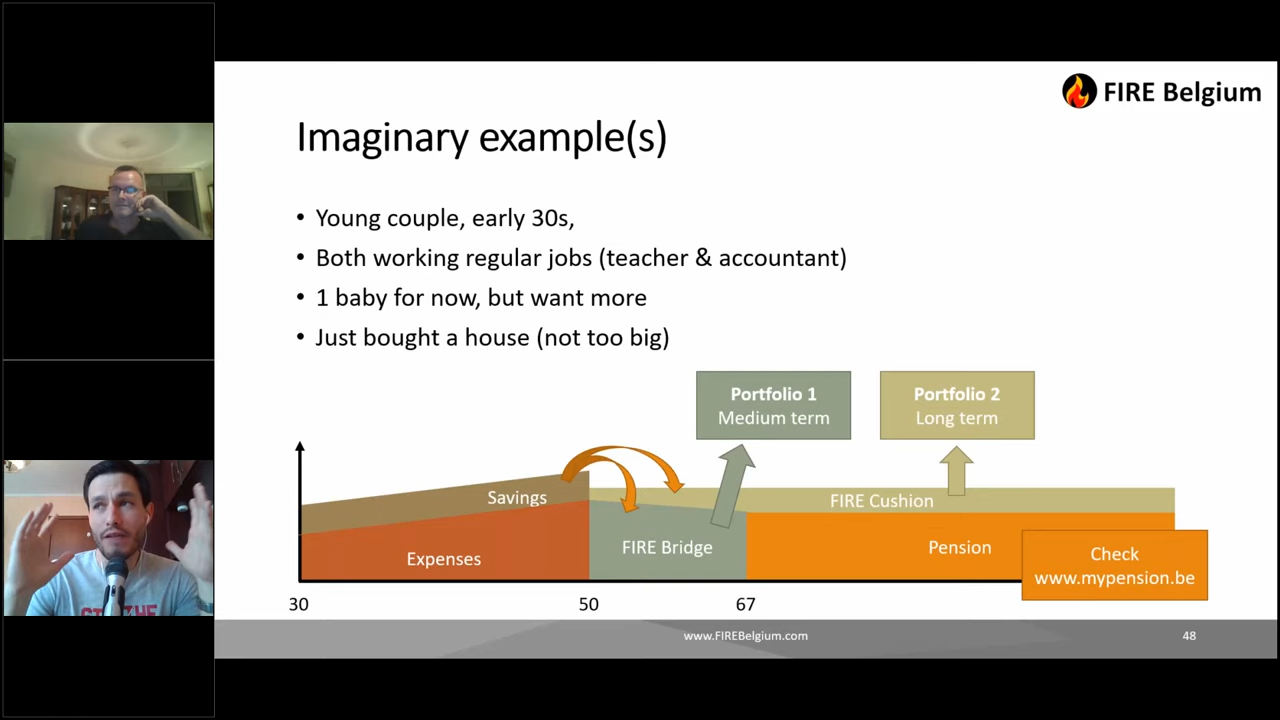 FIRE Belgium
Imaginary example(s)
• Young couple, early 30s,
• Both working regular jobs (teacher & accountant)
• 1 baby for now, but want more
• Just bought a house (not too big)
Portfolio 1
Medium term
Portfolio 2
Long term
Savings
FIRE Cushion
Expenses
FIRE Bridge
Pension
Check
www.mypension.be
30
50
67
www.FIREBelgium.com
48